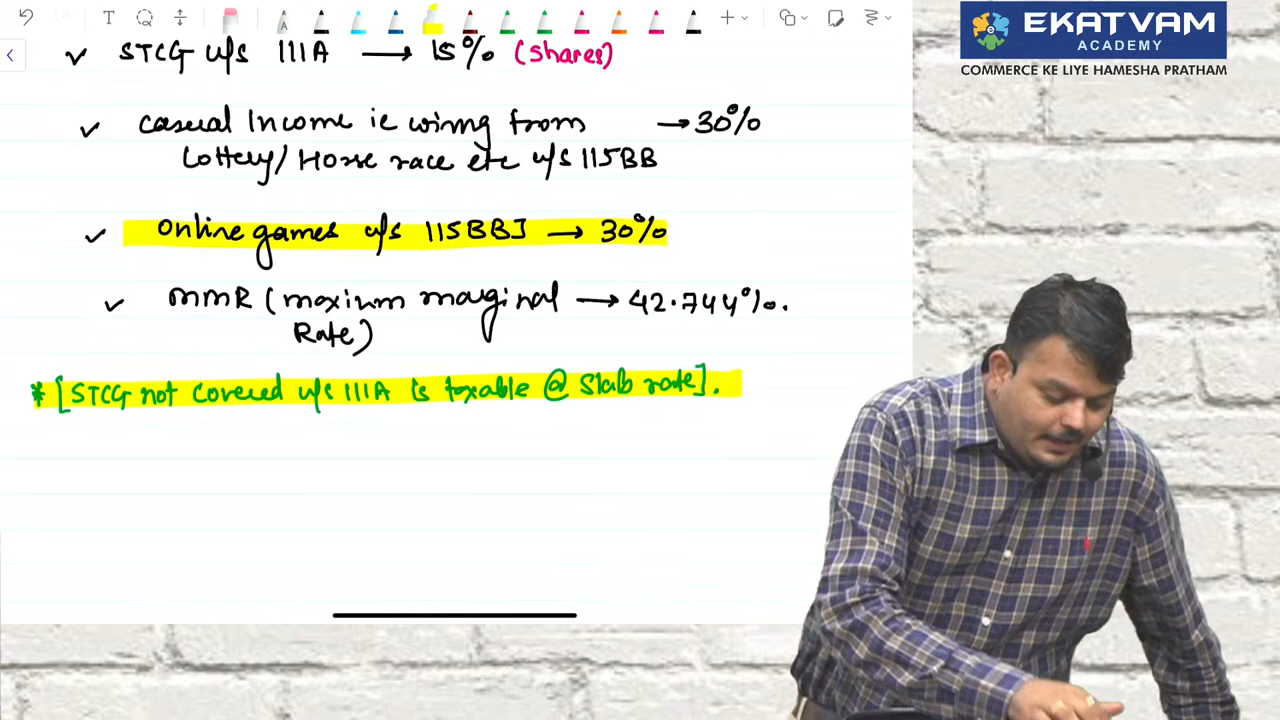 EKATVAM
ACADEMY
COMMERCE KE LIYE HAMESHA PRATHAM
✓ STCG u/s 111A → 15% (shares)
✓ Casual Income ie wining from → 30%
Lottery/ Horse race etc u/s 115BB
✓ Online games u/s 115BBJ → 30%
✓ MMR (maxium marginal → 42.744%.
Rate)
* [STCG not covered u/s 111A is taxable @ Slab rate].